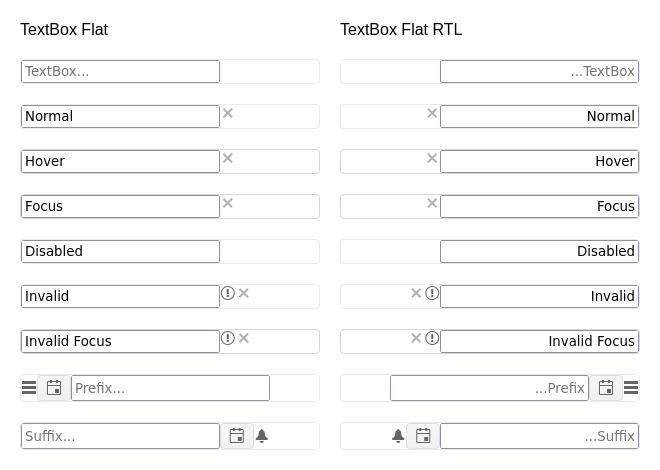 TextBox Flat
TextBox...
Normal
Hover
Focus
Disabled
Invalid
Invalid Focus
Prefix...
Suffix...
TextBox Flat RTL
...TextBox
Normal
Hover
Focus
Disabled
Invalid
Invalid Focus
...Prefix
...Suffix